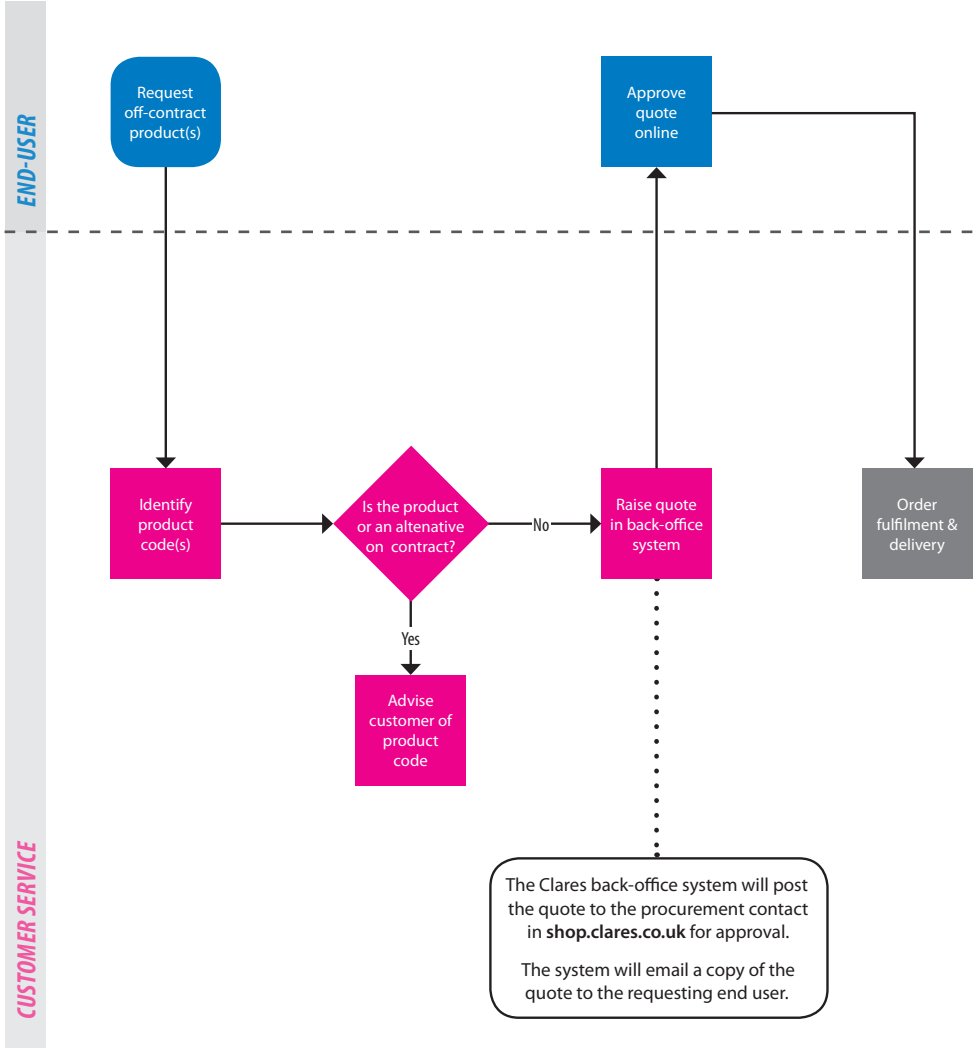 END-USER
Request
off-contract
product(s)
Approve
quote
online
CUSTOMER SERVICE
Identify
product
code(s)
Is the product
or an altenative
on contract?
No
Raise quote
in back-office
system
Order
fulfilment &
delivery
Yes
Advise
customer of
product
code
The Clares back-office system will post
the quote to the procurement contact
in shop.clares.co.uk for approval.
The system will email a copy of the
quote to the requesting end user.